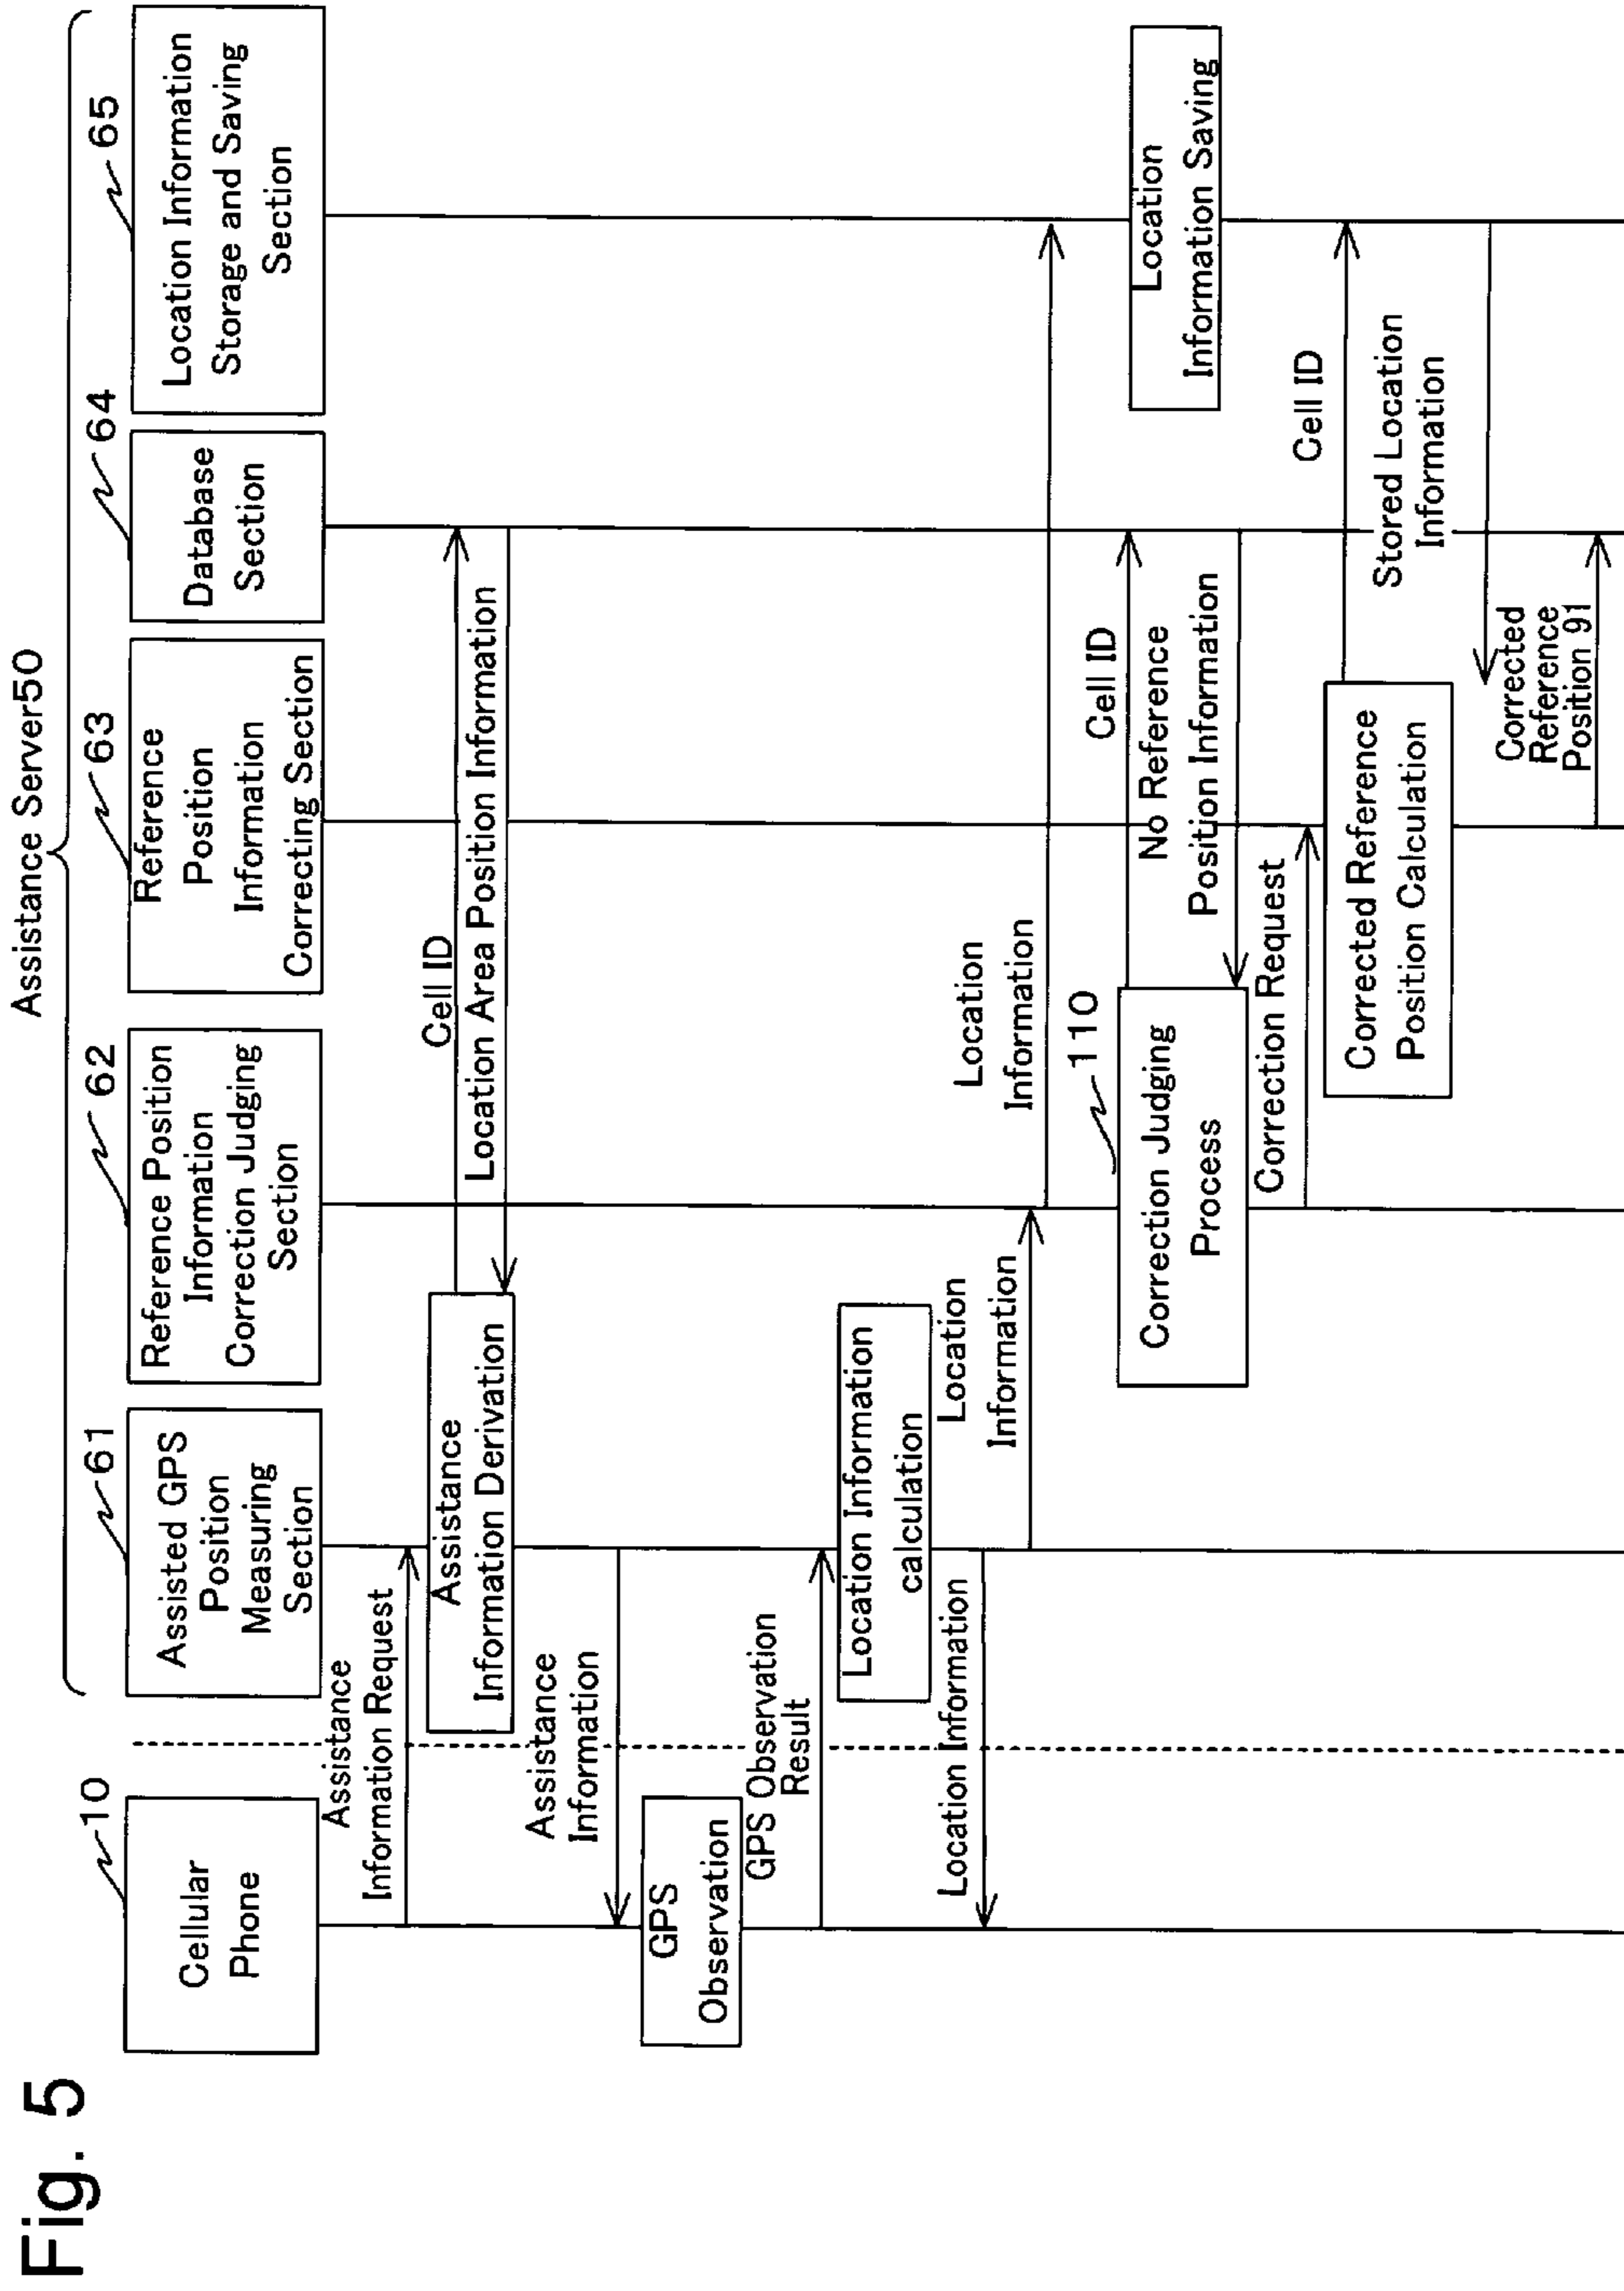 Fig. 5
Assistance Server50
10
61
62
63
64
65
Cellular
Phone
Assisted GPS
Position
Measuring
Section
Reference Position
Information
Correction Judging
Section
Reference
Position
Information
Correcting Section
Database
Section
Location Information
Storage and Saving
Section
Assistance
Information Request
Cell ID
Assistance
Information Derivation
Location Area Position Information
Assistance
Information
GPS
Observation
GPS Observation
Result
Location Information
calculation
Location Information
Location
Information
Location
Information
110
Correction Judging
Process
Cell ID
Location
Information Saving
No Reference
Position Information
Correction Request
Cell ID
Corrected Reference
Position Calculation
Stored Location
Information
Corrected
Reference
Position 91